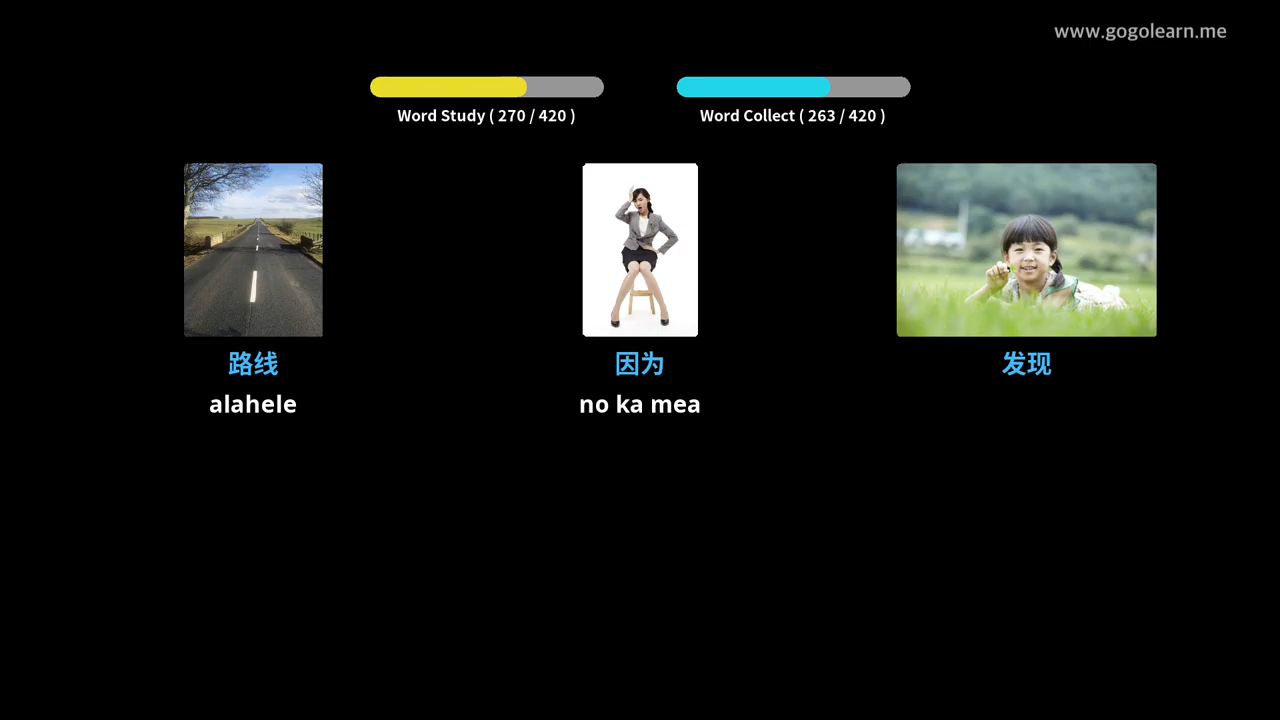 www.gogolearn.me
Word Study ( 270 / 420 )
Word Collect ( 263 / 420 )
路线
因为
发现
alahele
no ka mea